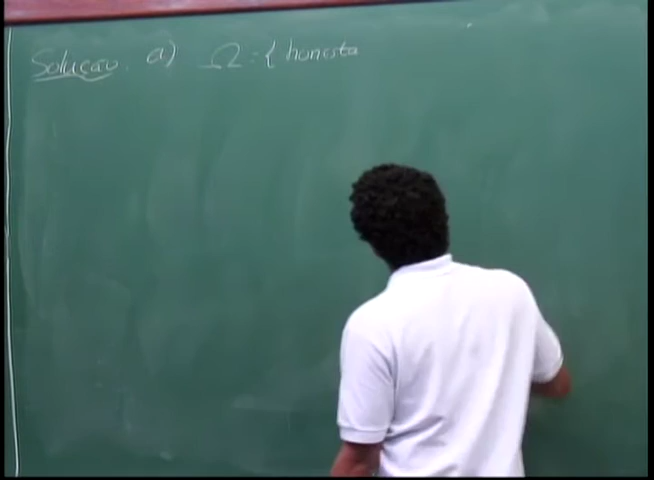 Solução. a) Ω = { honesta